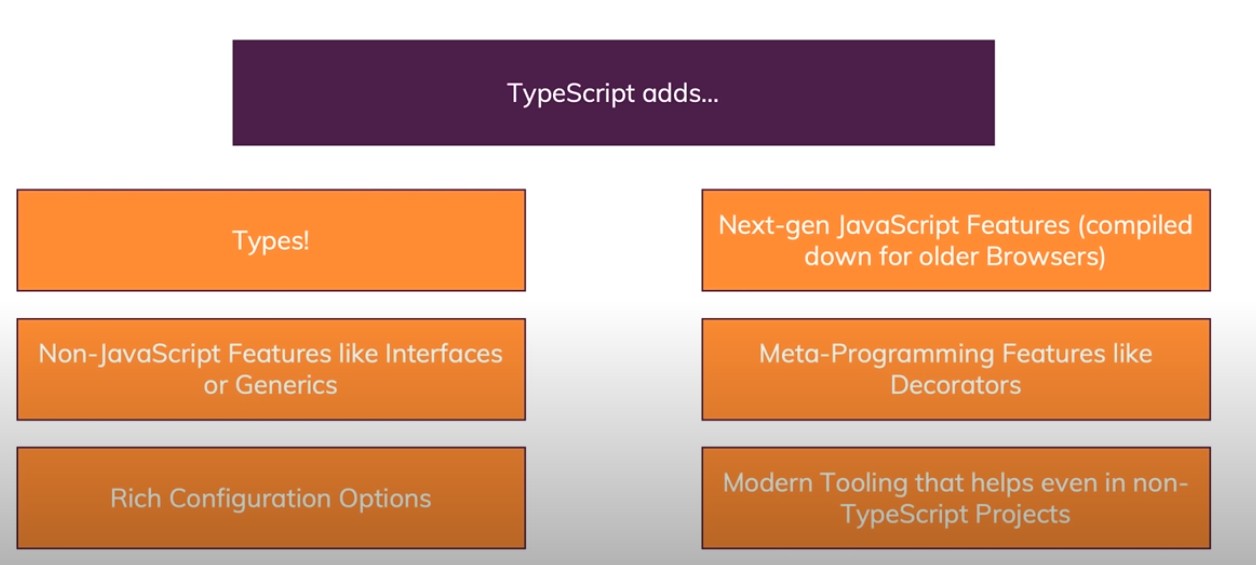 TypeScript adds...
Types!
Next-gen JavaScript Features (compiled
down for older Browsers)
Non-JavaScript Features like Interfaces
or Generics
Meta-Programming Features like
Decorators
Rich Configuration Options
Modern Tooling that helps even in non-
TypeScript Projects